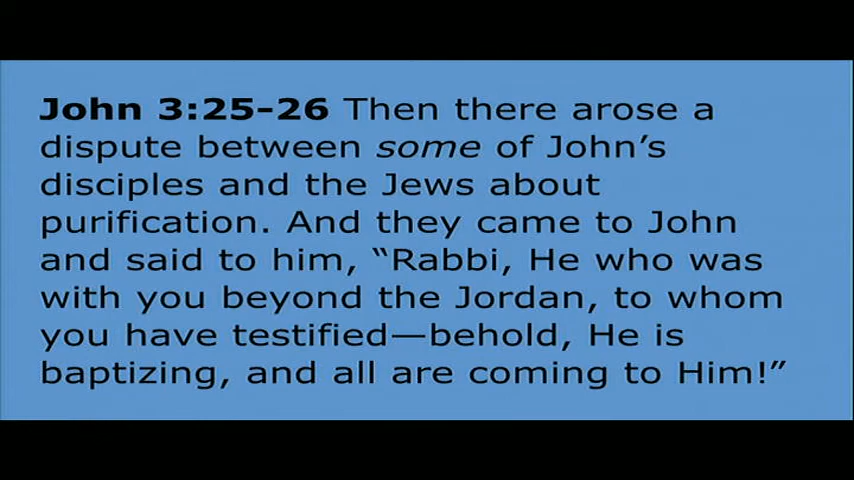 John 3:25-26 Then there arose a
dispute between some of John’s
disciples and the Jews about
purification. And they came to John
and said to him, “Rabbi, He who was
with you beyond the Jordan, to whom
you have testified—behold, He is
baptizing, and all are coming to Him!”